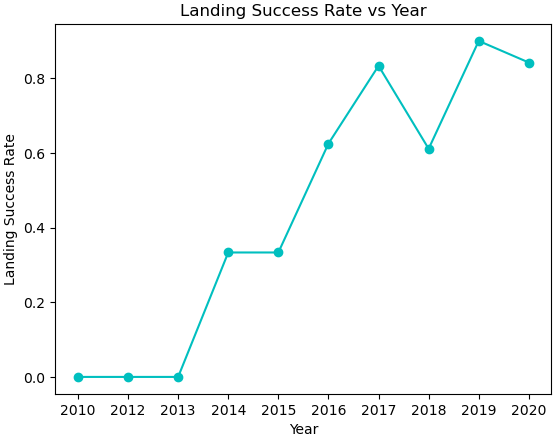 Landing Success Rate vs Year
Landing Success Rate
0.8
0.6
0.4
0.2
0.0
2010 2012 2013 2014 2015 2016 2017 2018 2019 2020
Year